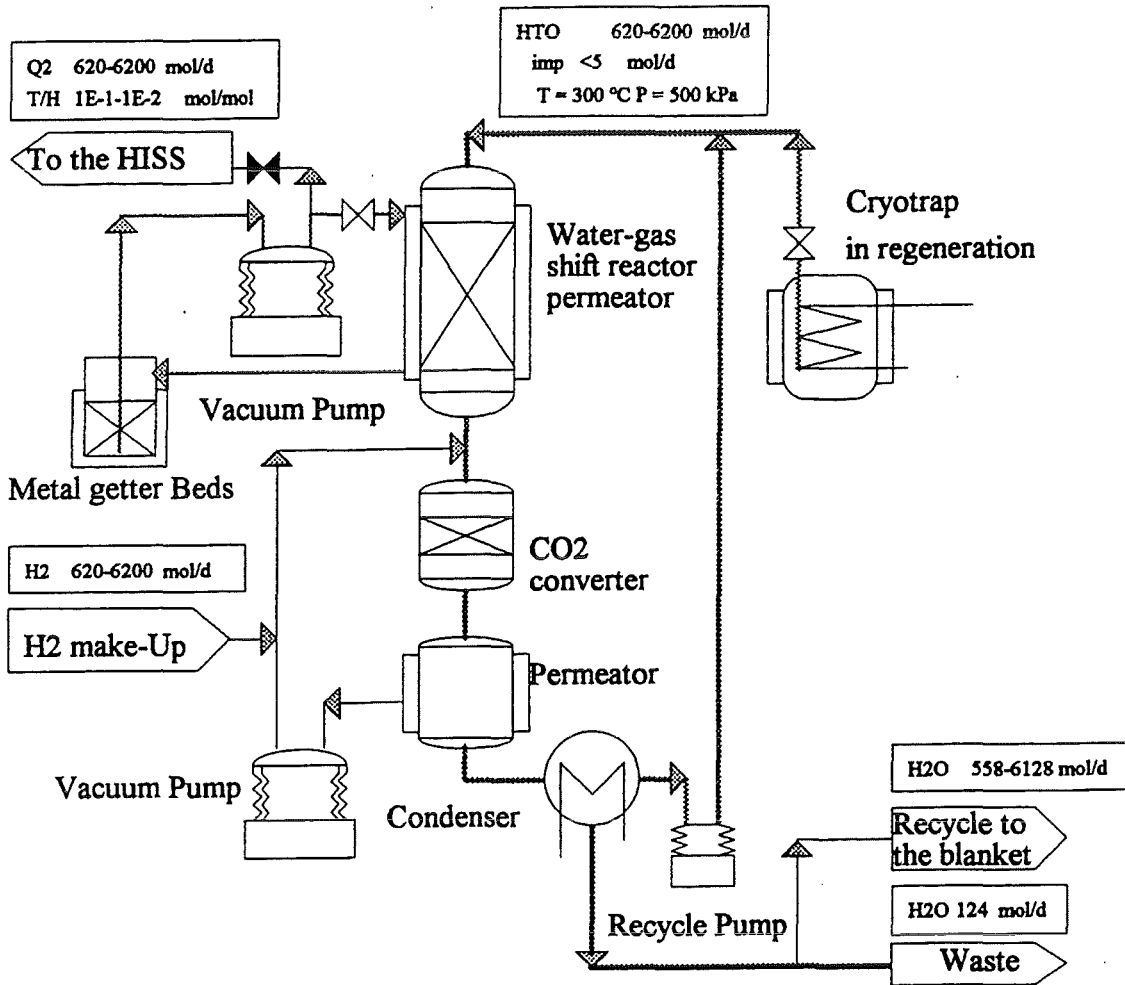 HTO 620-6200 mol/d
imp <5 mol/d
T = 300 °C P = 500 kPa
Q2 620-6200 mol/d
T/H 1E-1-1E-2 mol/mol
To the HISS
Water-gas
shift reactor
permeator
Cryotrap
in regeneration
Vacuum Pump
Metal getter Beds
H2 620-6200 mol/d
H2 make-Up
CO2
converter
Permeator
Vacuum Pump
Condenser
Recycle Pump
H2O 558-6128 mol/d
Recycle to
the blanket
H2O 124 mol/d
Waste